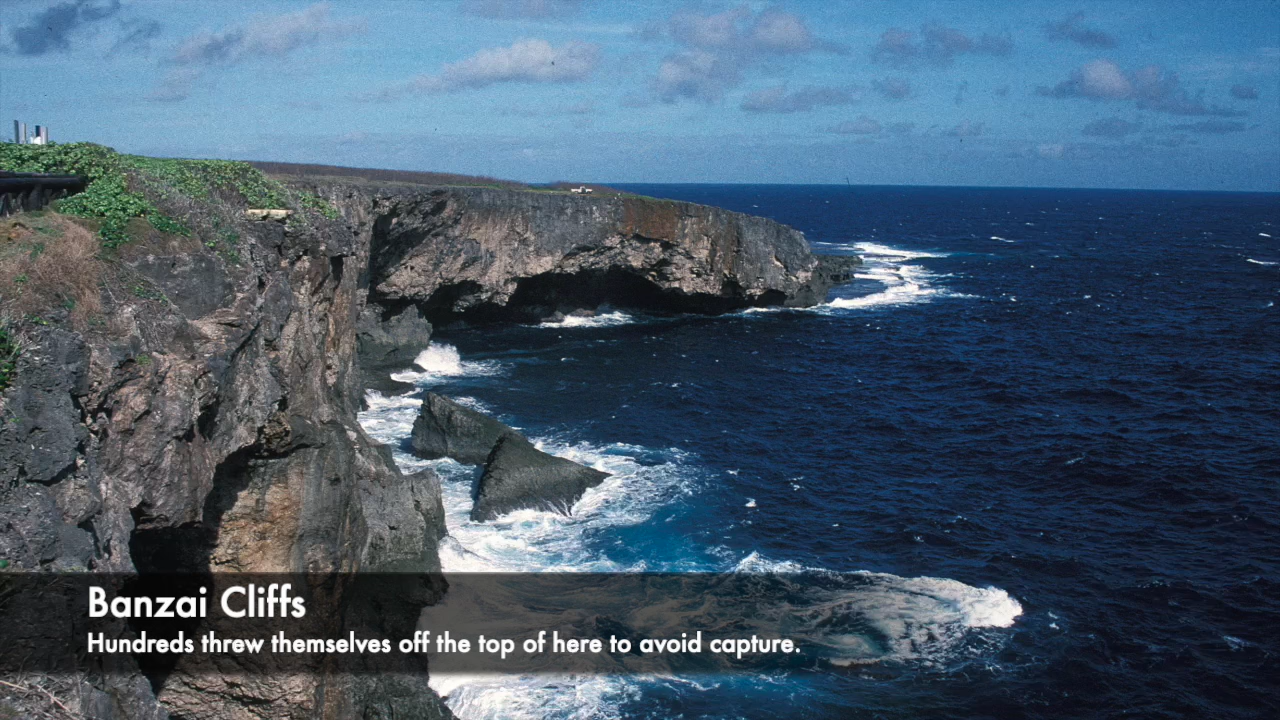 Banzai Cliffs
Hundreds threw themselves off the top of here to avoid capture.